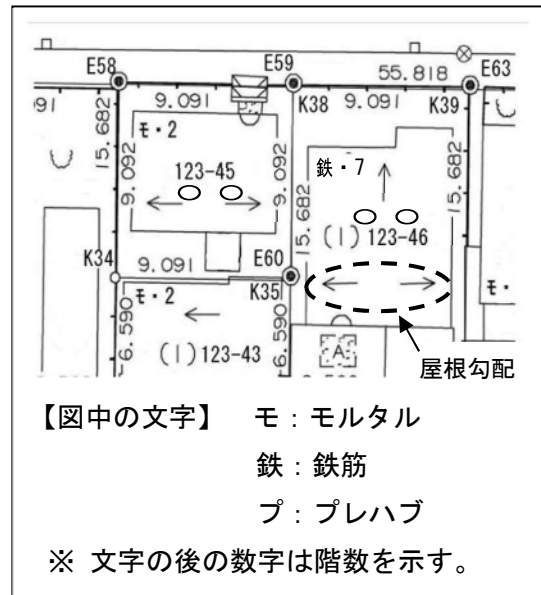 E58 E59 55.818 E63
91 9.091 K38 9.091 K39
モ・2 鉄・7
15.682 9.092 123-45 9.092 15.682 15.682
(1) 123-46
K34 9.091 E60
モ・2 K35 モ・
6.590 (1) 123-43 6.590 A
屋根勾配
【図中の文字】 モ：モルタル
鉄：鉄筋
プ：プレハブ
※ 文字の後の数字は階数を示す。